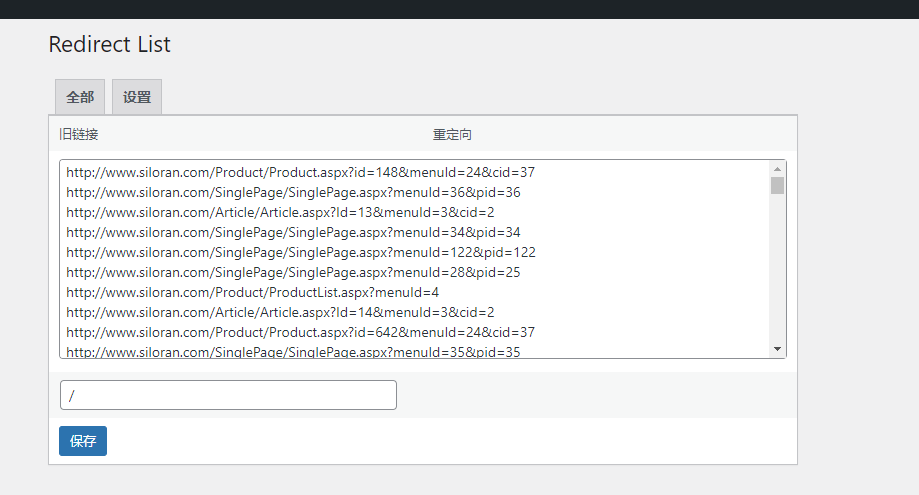 Redirect List
全部 设置
旧链接 重定向
http://www.siloran.com/Product/Product.aspx?id=148&menuId=24&cid=37
http://www.siloran.com/SinglePage/SinglePage.aspx?menuId=36&pid=36
http://www.siloran.com/Article/Article.aspx?Id=13&menuId=3&cid=2
http://www.siloran.com/SinglePage/SinglePage.aspx?menuId=34&pid=34
http://www.siloran.com/SinglePage/SinglePage.aspx?menuId=122&pid=122
http://www.siloran.com/SinglePage/SinglePage.aspx?menuId=28&pid=25
http://www.siloran.com/Product/ProductList.aspx?menuId=4
http://www.siloran.com/Article/Article.aspx?Id=14&menuId=3&cid=2
http://www.siloran.com/Product/Product.aspx?id=642&menuId=24&cid=37
http://www.siloran.com/SinglePage/SinglePage.aspx?menuId=35&pid=35
/
保存